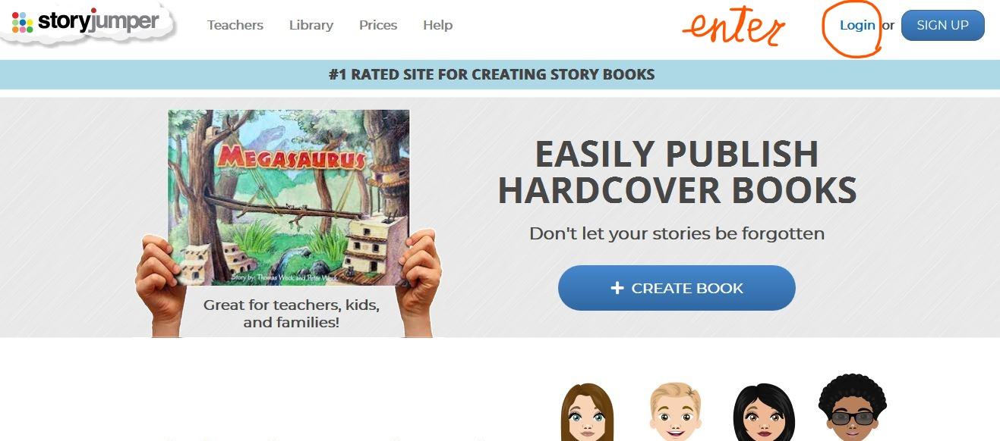 storyjumper
Teachers Library Prices Help
enter
Login or SIGN UP
#1 RATED SITE FOR CREATING STORY BOOKS
MEGASAURUS
Story by: Thomas Weck and Peter Weck
Great for teachers, kids,
and families!
EASILY PUBLISH
HARDCOVER BOOKS
Don't let your stories be forgotten
+ CREATE BOOK